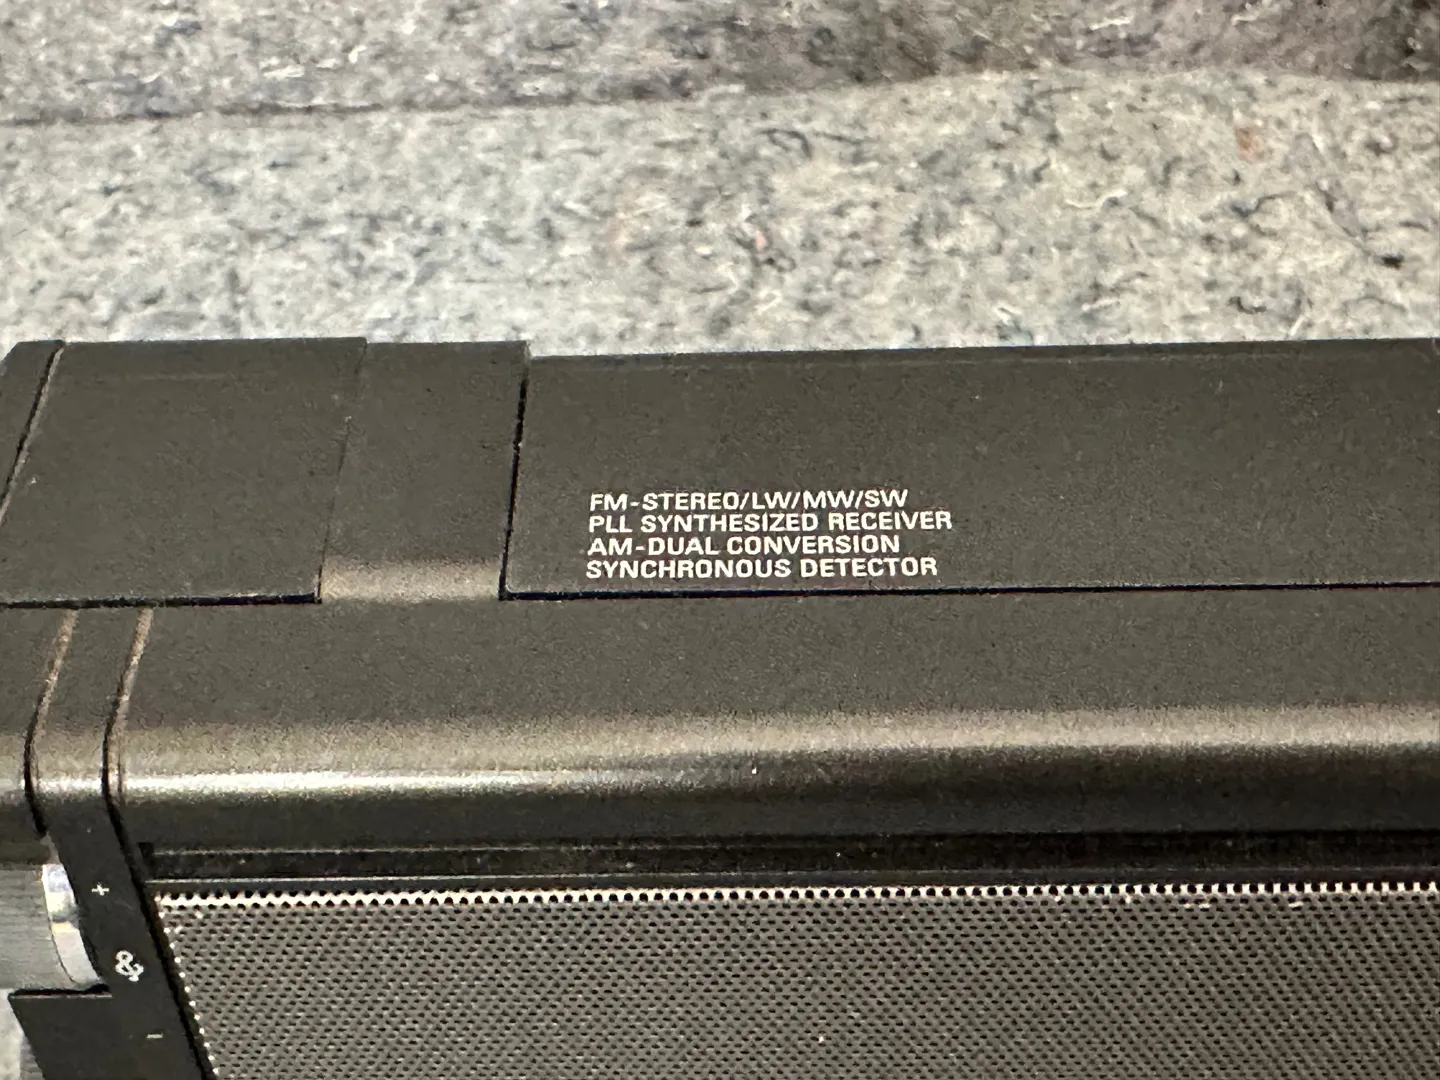 FM-STEREO/LW/MW/SW
PLL SYNTHESIZED RECEIVER
AM-DUAL CONVERSION
SYNCHRONOUS DETECTOR
+
-